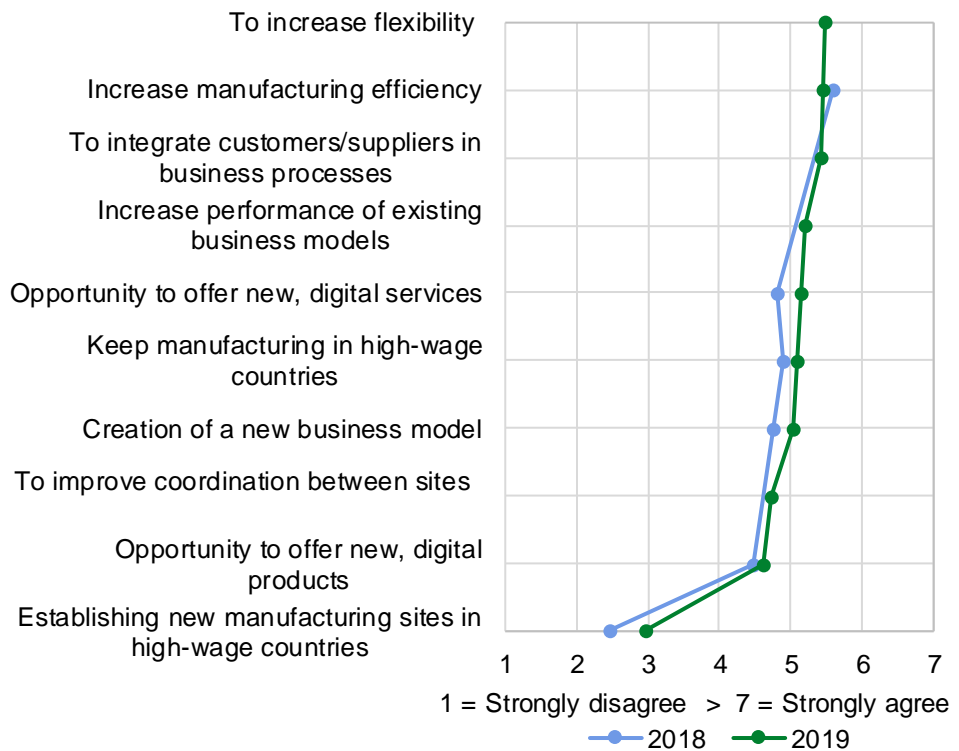 To increase flexibility
Increase manufacturing efficiency
To integrate customers/suppliers in
business processes
Increase performance of existing
business models
Opportunity to offer new, digital services
Keep manufacturing in high-wage
countries
Creation of a new business model
To improve coordination between sites
Opportunity to offer new, digital
products
Establishing new manufacturing sites in
high-wage countries
1 2 3 4 5 6 7
1 = Strongly disagree > 7 = Strongly agree
2018 2019